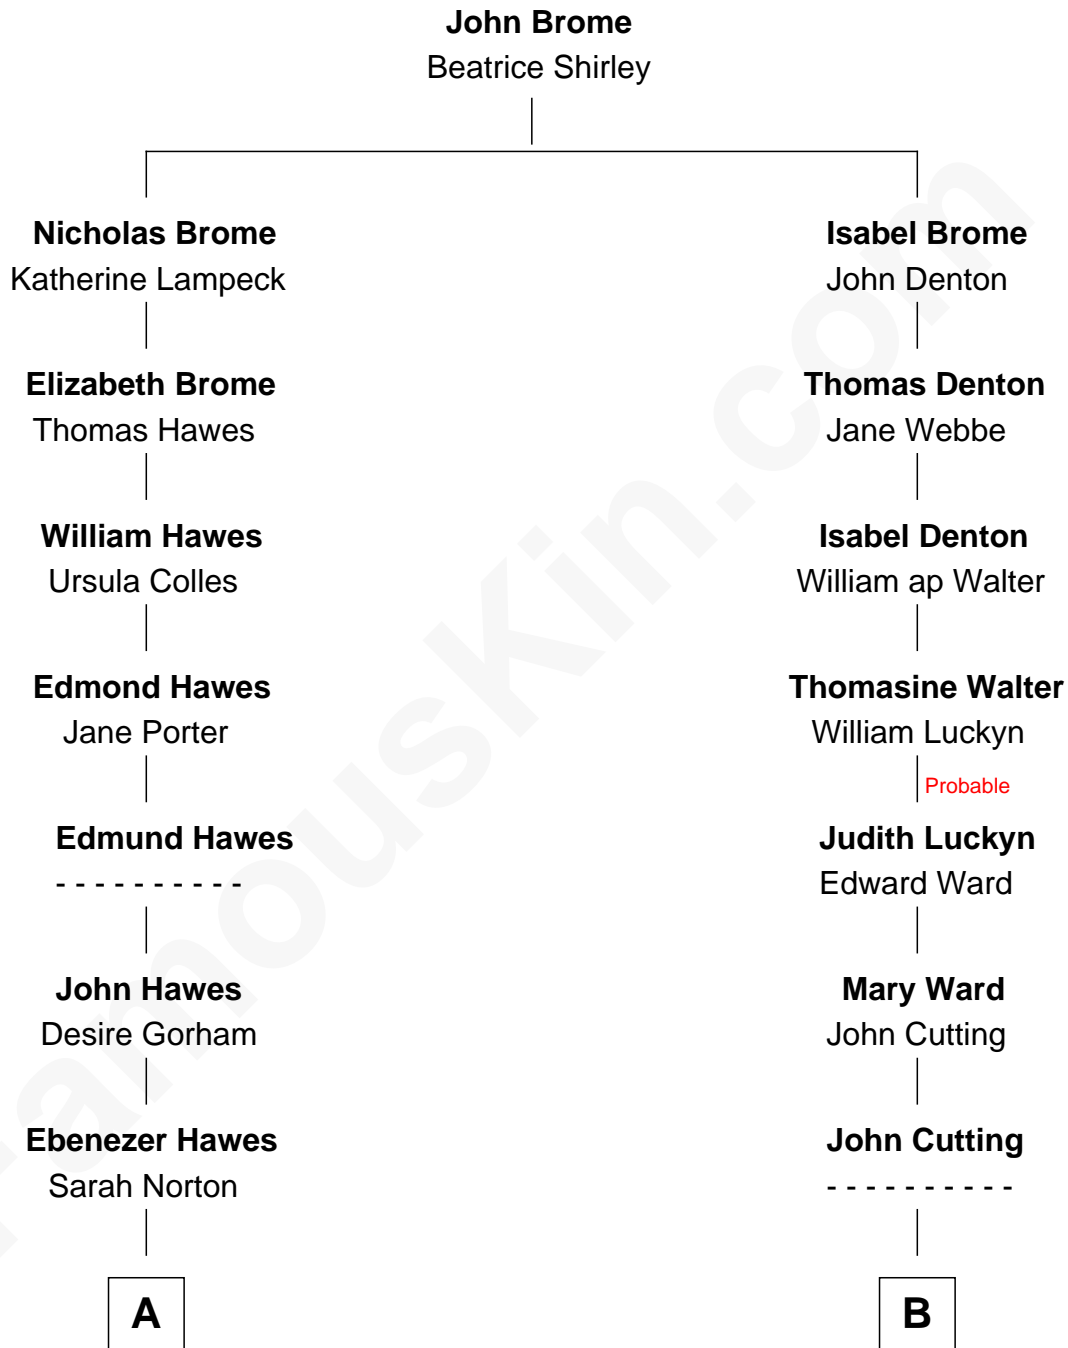 John Brome
Beatrice Shirley
Nicholas Brome
Katherine Lampeck
Elizabeth Brome
Thomas Hawes
William Hawes
Ursula Colles
Edmond Hawes
Jane Porter
Edmund Hawes
- - - - - - - - - -
John Hawes
Desire Gorham
Ebenezer Hawes
Sarah Norton
A
Isabel Brome
John Denton
Thomas Denton
Jane Webbe
Isabel Denton
William ap Walter
Thomasine Walter
William Luckyn
Probable
Judith Luckyn
Edward Ward
Mary Ward
John Cutting
John Cutting
- - - - - - - - - -
B
FamousKin.com